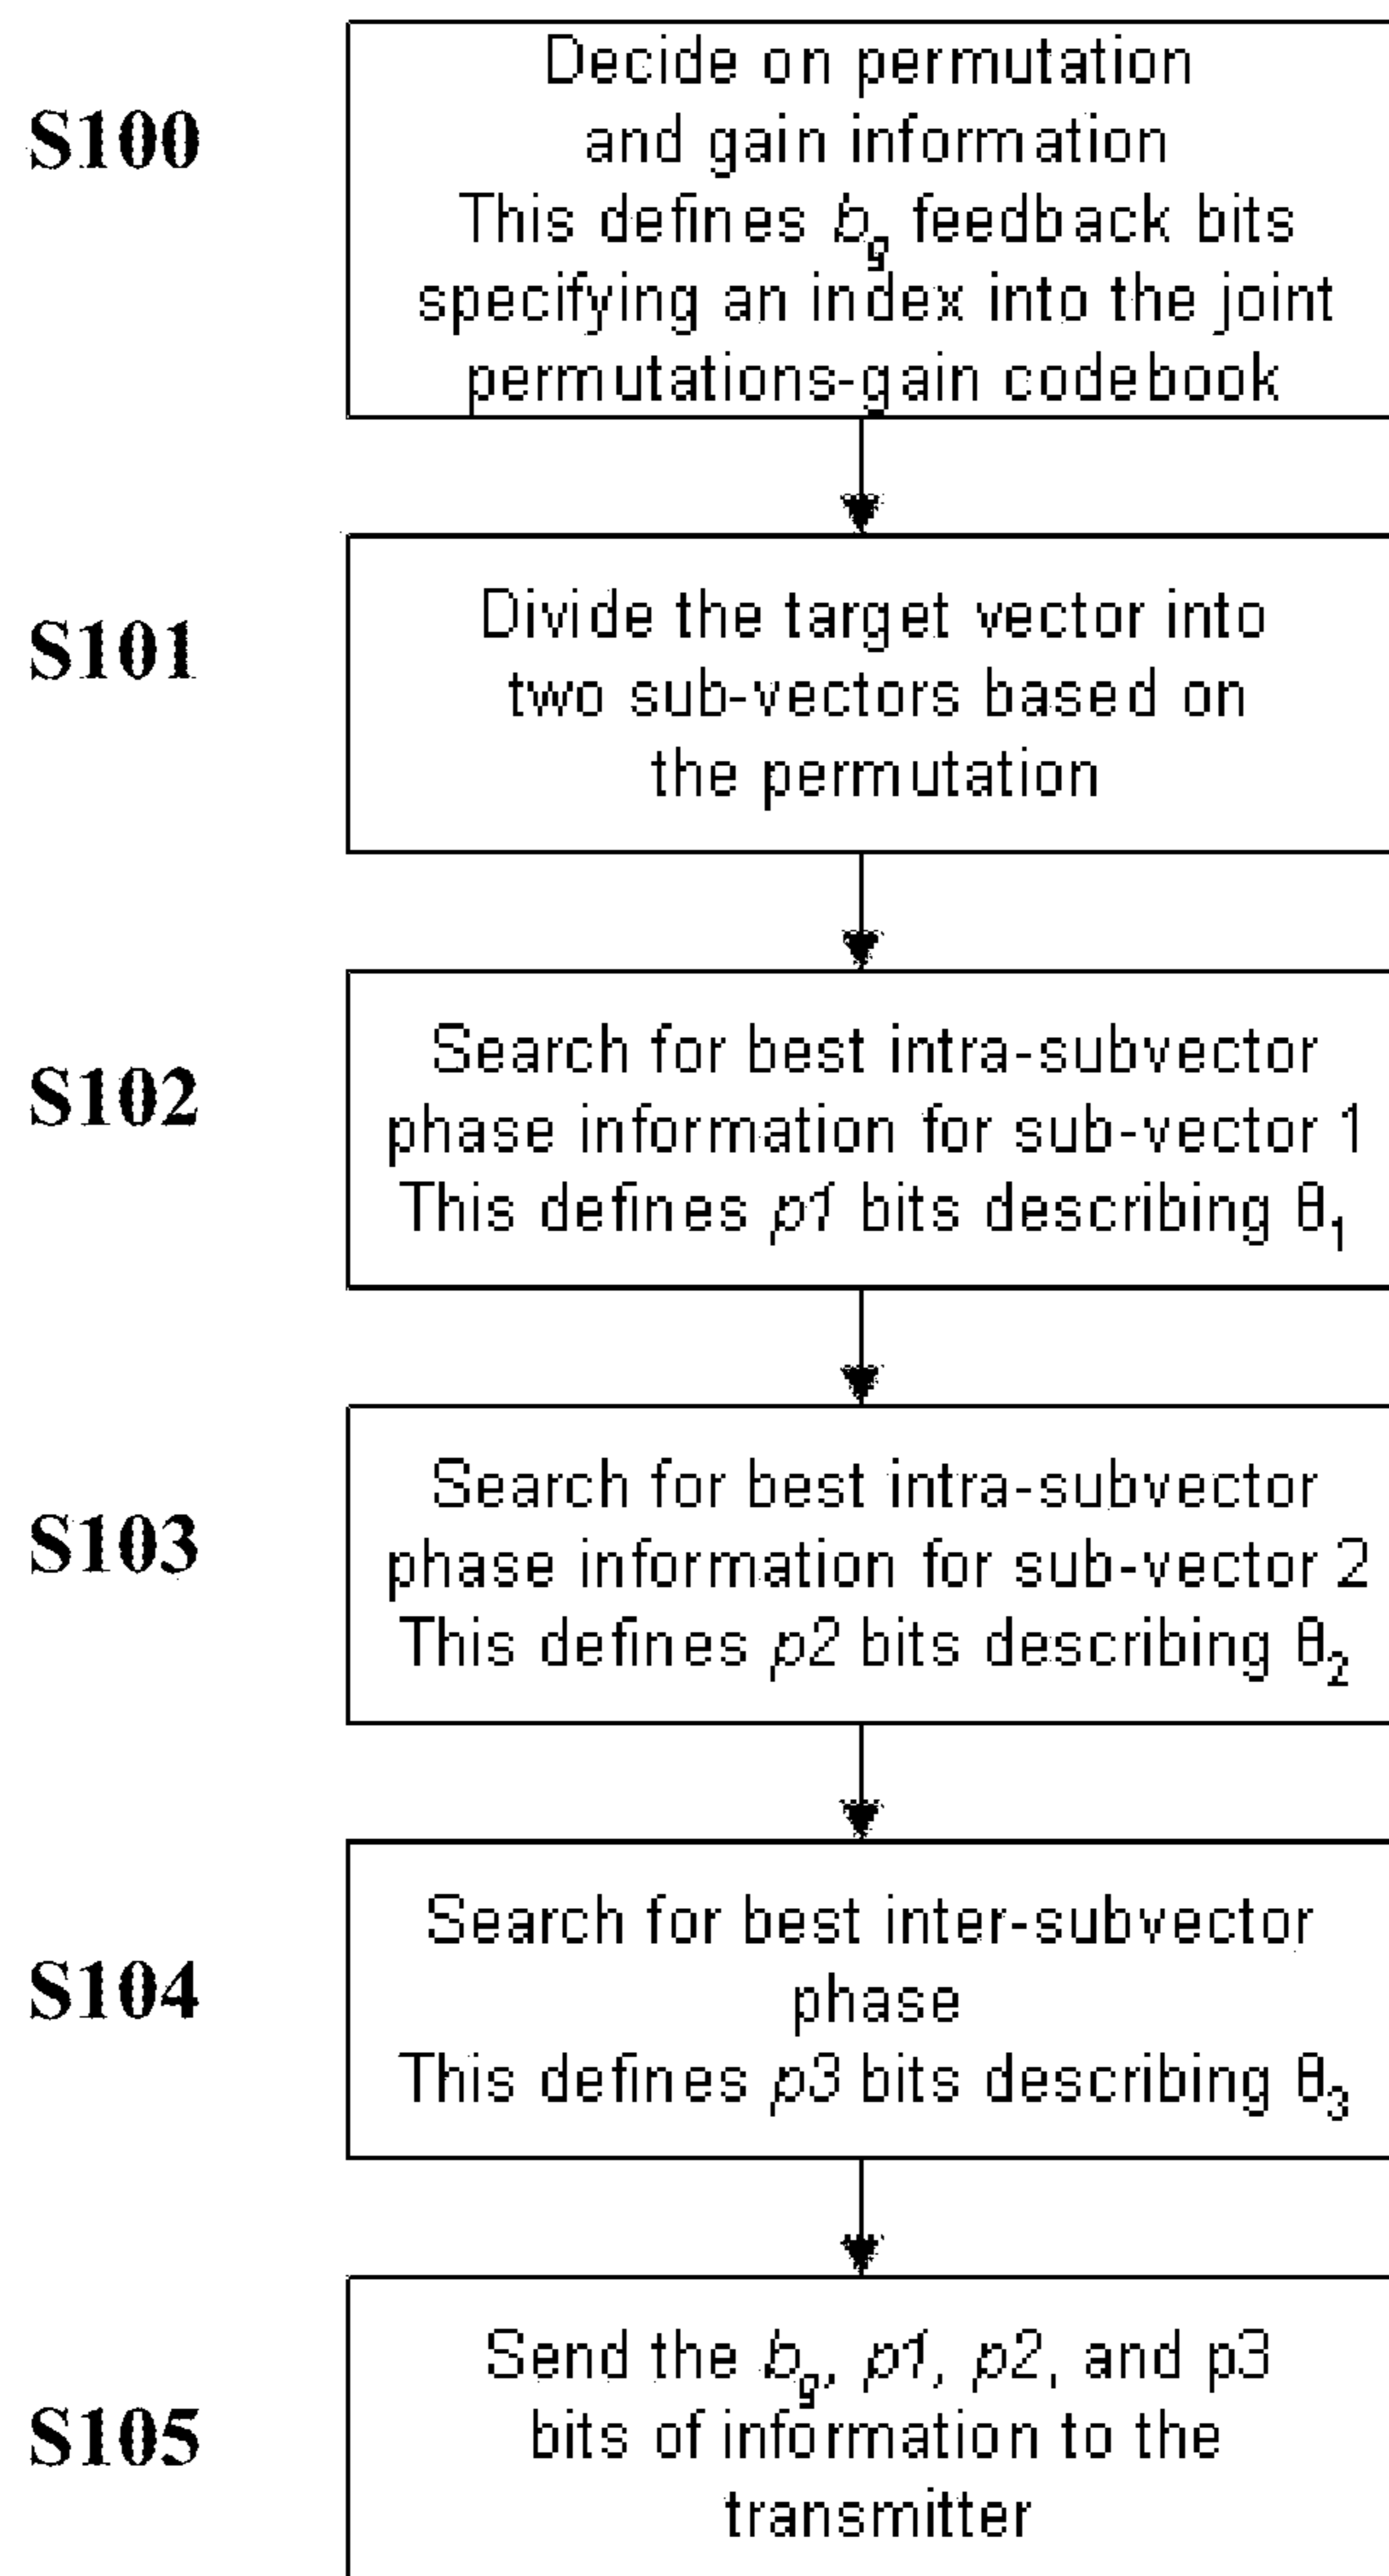 S100
Decide on permutation
and gain information
This defines b_g feedback bits
specifying an index into the joint
permutations-gain codebook
S101
Divide the target vector into
two sub-vectors based on
the permutation
S102
Search for best intra-subvector
phase information for sub-vector 1
This defines p1 bits describing θ₁
S103
Search for best intra-subvector
phase information for sub-vector 2
This defines p2 bits describing θ₂
S104
Search for best inter-subvector
phase
This defines p3 bits describing θ₃
S105
Send the b_g, p1, p2, and p3
bits of information to the
transmitter